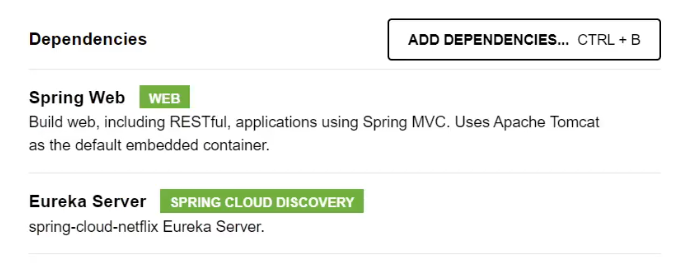 Dependencies
ADD DEPENDENCIES... CTRL + B
Spring Web WEB
Build web, including RESTful, applications using Spring MVC. Uses Apache Tomcat
as the default embedded container.
Eureka Server SPRING CLOUD DISCOVERY
spring-cloud-netflix Eureka Server.